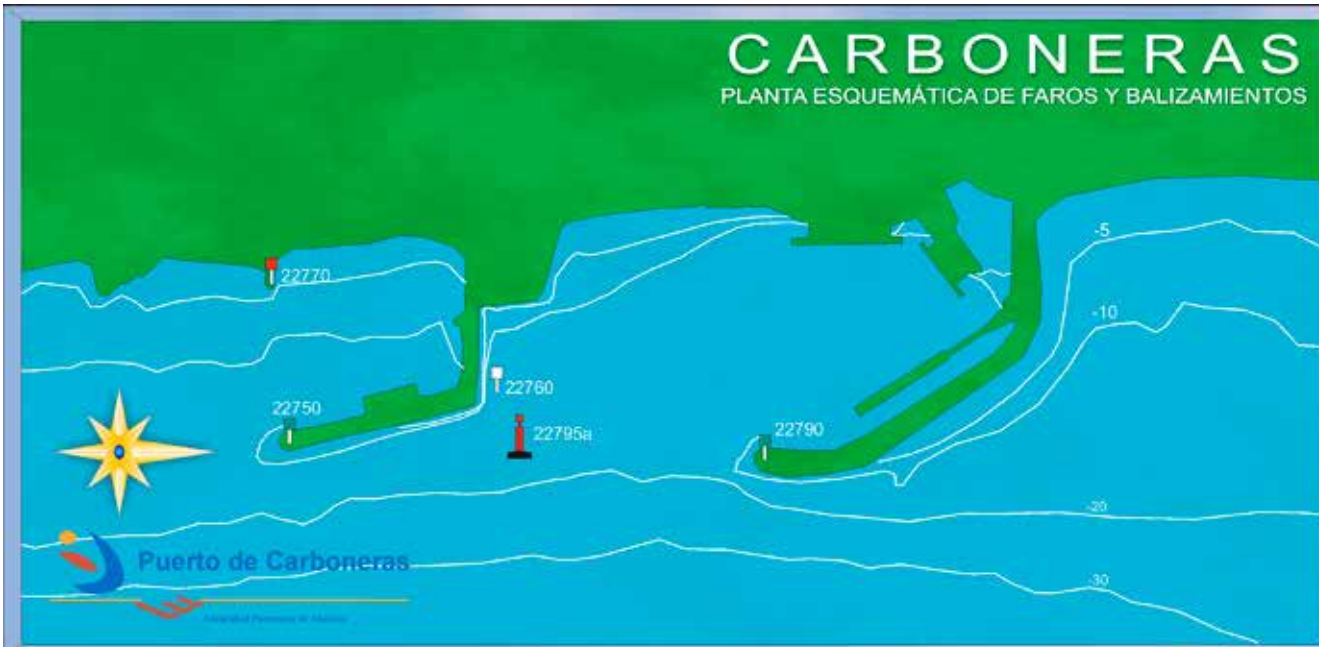 CARBONERAS
PLANTA ESQUEMÁTICA DE FAROS Y BALIZAMIENTOS
-5
22770
-10
22760
22750
22795a
22790
-20
Puerto de Carboneras
-30